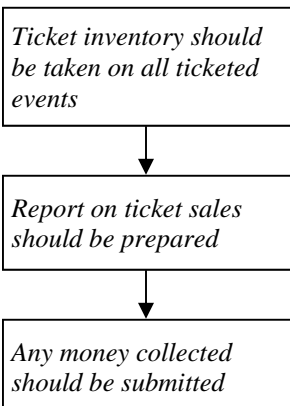 Ticket inventory should
be taken on all ticketed
events
Report on ticket sales
should be prepared
Any money collected
should be submitted